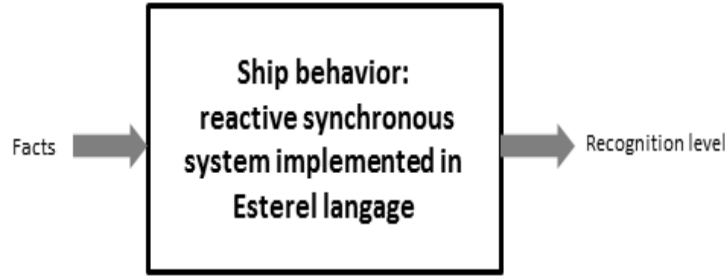 Ship behavior:
reactive synchronous
Facts
system implemented in
Recognition level
Esterel langage